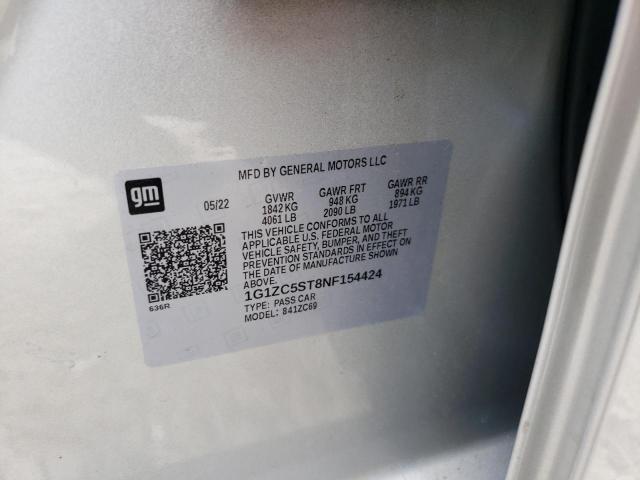 MFD BY GENERAL MOTORS LLC
gm
05/22
GVWR GAWR FRT GAWR RR
1842 KG 948 KG 894 KG
4061 LB 2090 LB 1971 LB
THIS VEHICLE CONFORMS TO ALL
APPLICABLE U.S. FEDERAL MOTOR
VEHICLE SAFETY, BUMPER, AND THEFT
PREVENTION STANDARDS IN EFFECT ON
THE DATE OF MANUFACTURE SHOWN
ABOVE.
1G1ZC5ST8NF154424
TYPE: PASS CAR
MODEL: 841ZC69
636R